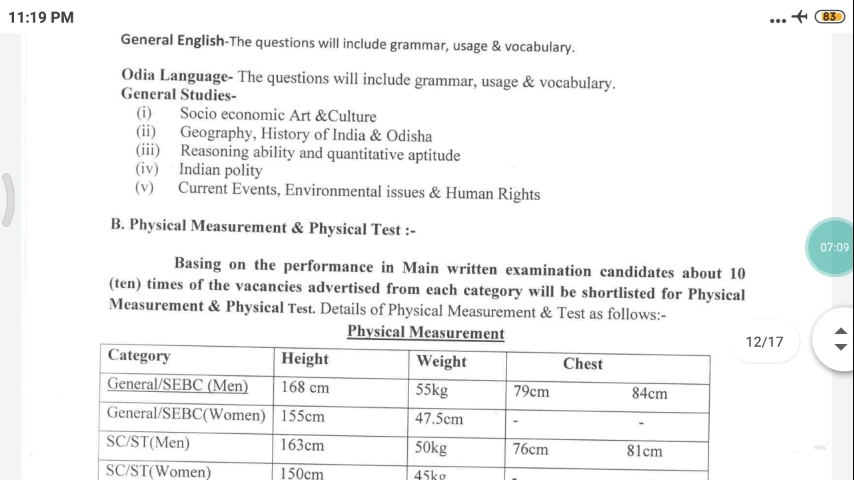 11:19 PM
83
General English-The questions will include grammar, usage & vocabulary.
Odia Language- The questions will include grammar, usage & vocabulary.
General Studies-
(i) Socio economic Art &Culture
(ii) Geography, History of India & Odisha
(iii) Reasoning ability and quantitative aptitude
(iv) Indian polity
(v) Current Events, Environmental issues & Human Rights
B. Physical Measurement & Physical Test :-
07:09
Basing on the performance in Main written examination candidates about 10
(ten) times of the vacancies advertised from each category will be shortlisted for Physical
Measurement & Physical Test. Details of Physical Measurement & Test as follows:-
Physical Measurement
12/17
Category Height Weight Chest
General/SEBC (Men) 168 cm 55kg 79cm 84cm
General/SEBC(Women) 155cm 47.5cm - -
SC/ST(Men) 163cm 50kg 76cm 81cm
SC/ST(Women) 150cm 45kg -